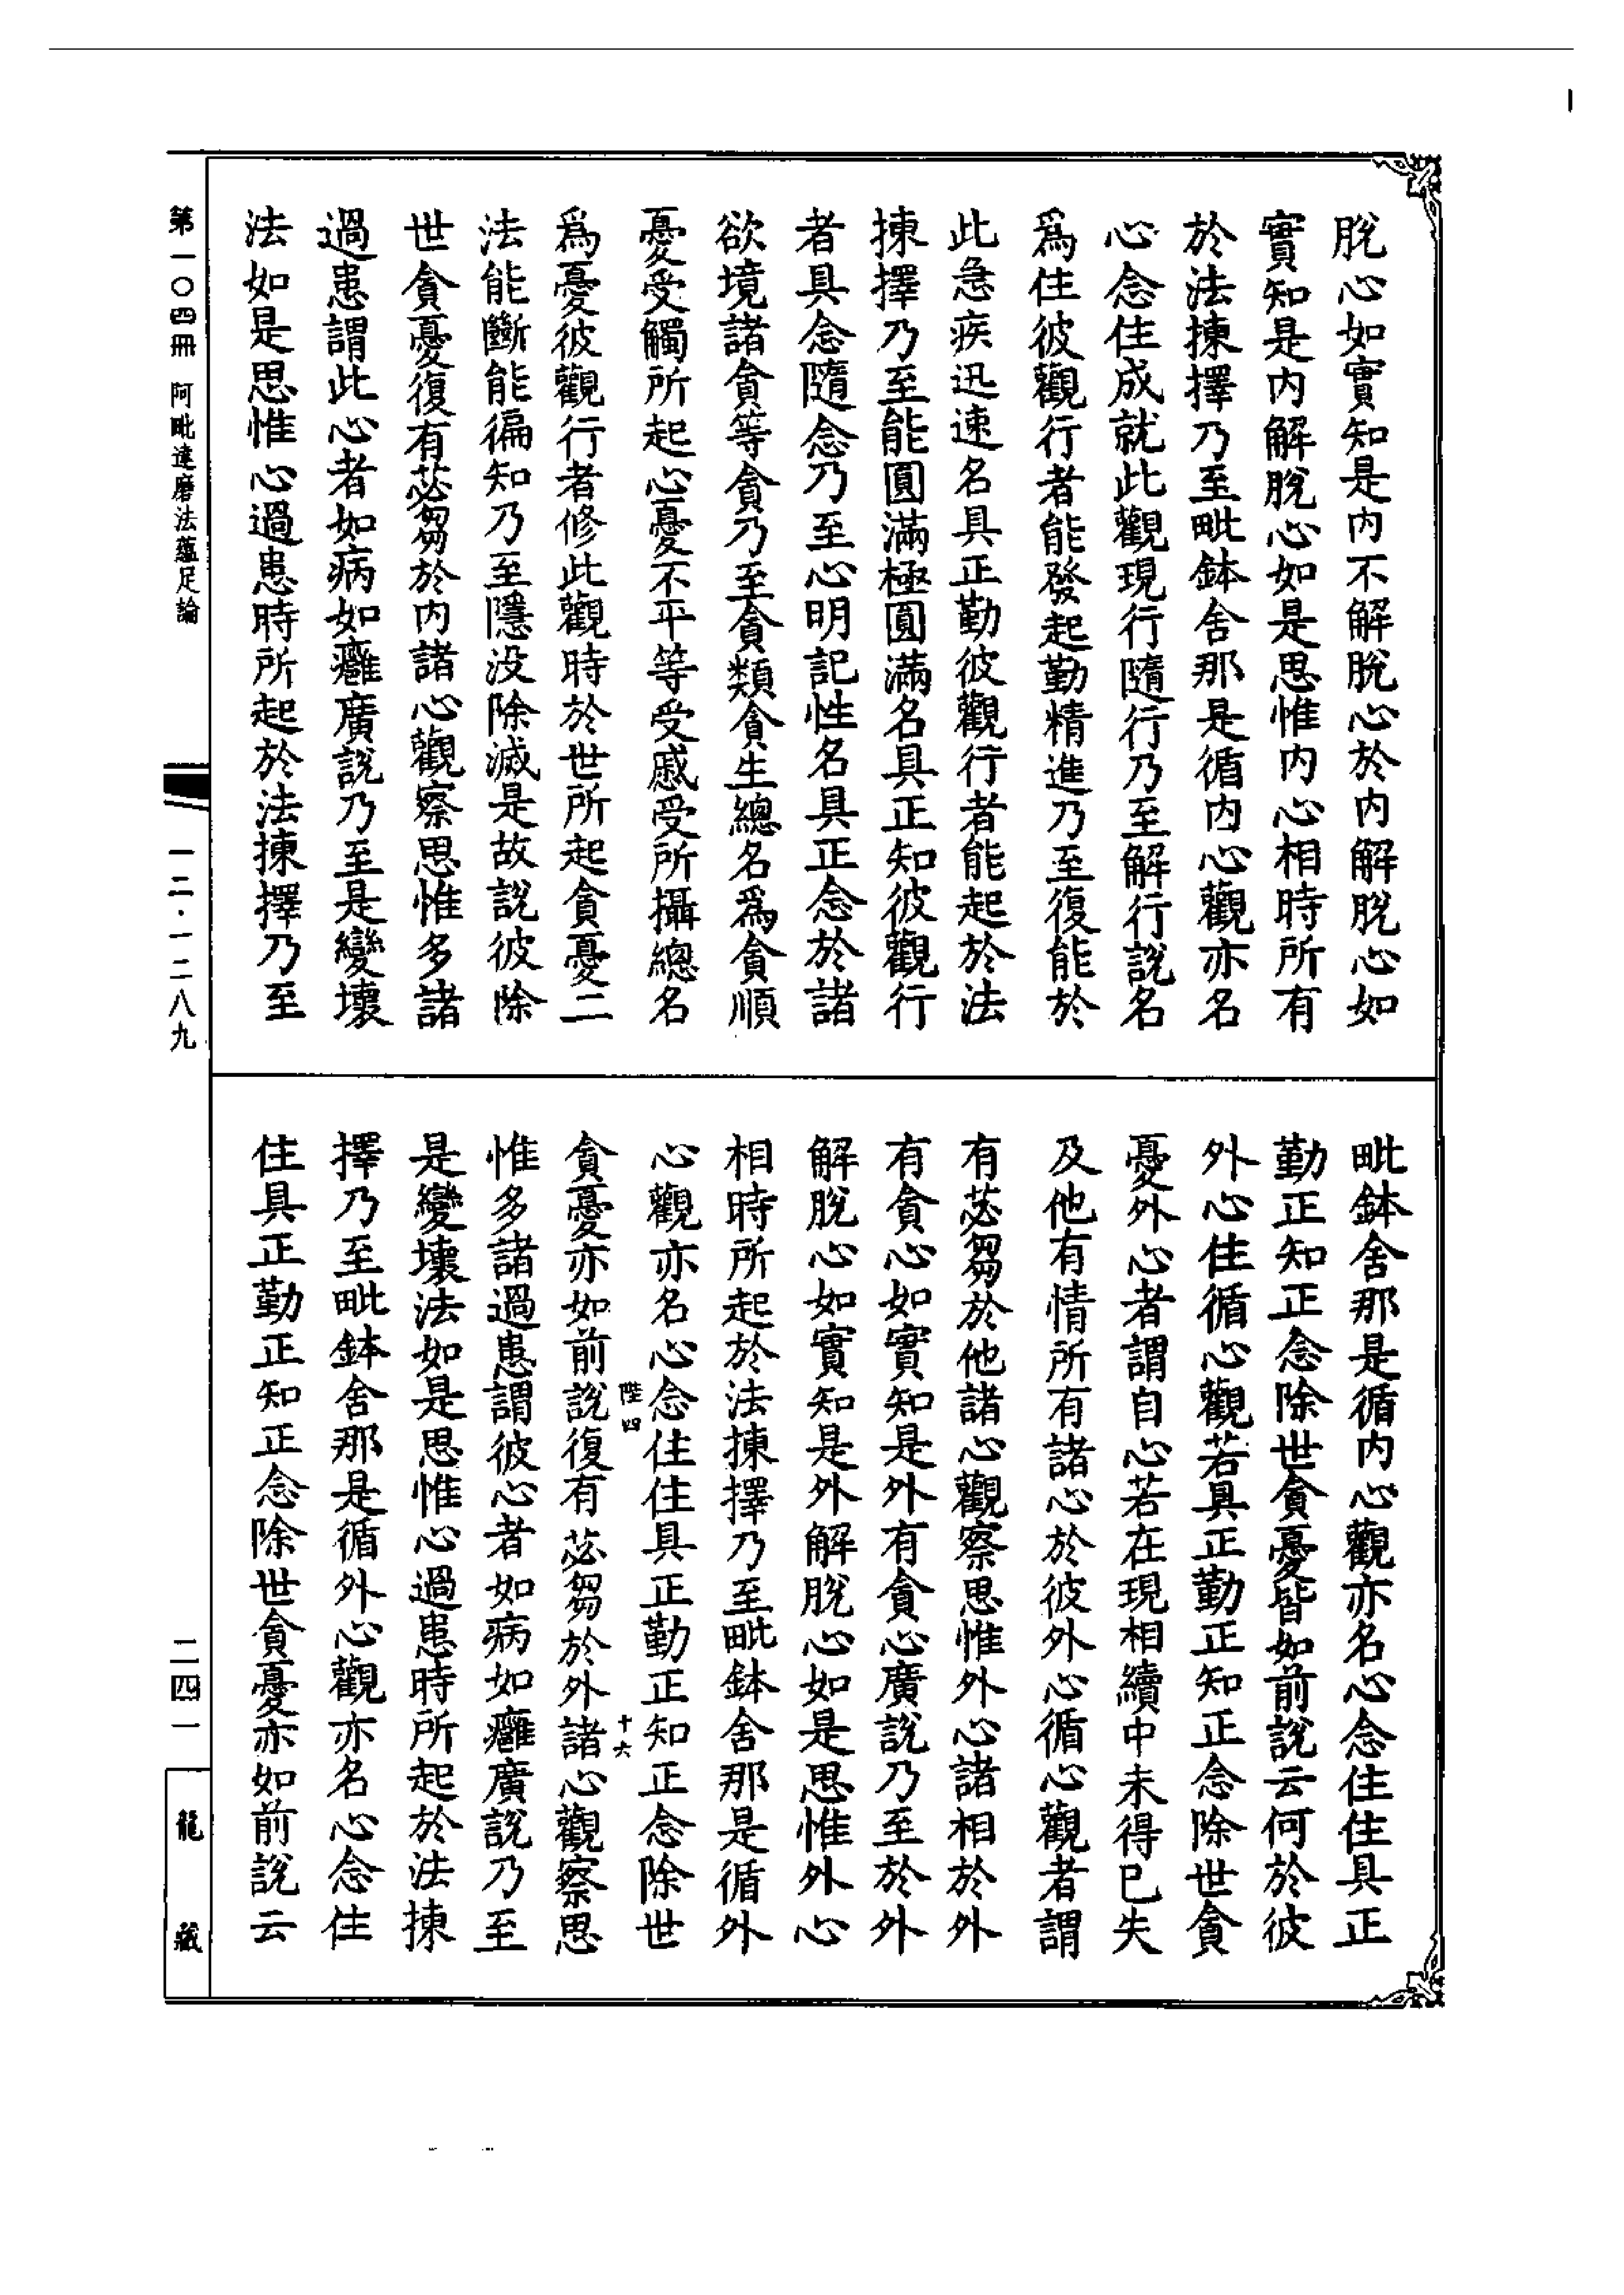 脫心如實知是內不解脫心於內解脫心如
實知是內解脫心如是思惟內心相時所有
於法揀擇乃至毗鉢舍那是循內心觀亦名
心念住成就此觀現行隨行乃至解行說名
爲住彼觀行者能發起勤精進乃至復能於
此急疾迅速名具正勤彼觀行者能起於法
揀擇乃至能圓滿極圓滿名具正知彼觀行
者具念隨念乃至心明記性名具正念於諸
欲境諸貪等貪乃至貪類貪生總名爲貪順
憂受觸所起心憂不平等受慼受所攝總名
爲憂彼觀行者修此觀時於世所起貪憂二
法能斷能徧知乃至隱没除滅是故說彼除
世貪憂復有苾芻於內諸心觀察思惟多諸
過患謂此心者如病如癰廣說乃至是變壞
法如是思惟心過患時所起於法揀擇乃至
毗鉢舍那是循內心觀亦名心念住住具正
勤正知正念除世貪憂皆如前說云何於彼
外心住循心觀若具正勤正知正念除世貪
憂外心者謂自心若在現相續中未得已失
及他有情所有諸心於彼外心循心觀者謂
有苾芻於他諸心觀察思惟外心諸相於外
有貪心如實知是外有貪心廣說乃至於外
解脫心如實知是外解脫心如是思惟外心
相時所起於法揀擇乃至毗鉢舍那是循外
心觀亦名心念住住具正勤正知正念除世
陛四 十六
貪憂亦如前說復有苾芻於外諸心觀察思
惟多諸過患謂彼心者如病如癰廣說乃至
是變壞法如是思惟心過患時所起於法揀
擇乃至毗鉢舍那是循外心觀亦名心念住
住具正勤正知正念除世貪憂亦如前說云
第一〇四冊 阿毗達磨法蘊足論
一二·一二八九
二四一
龍藏